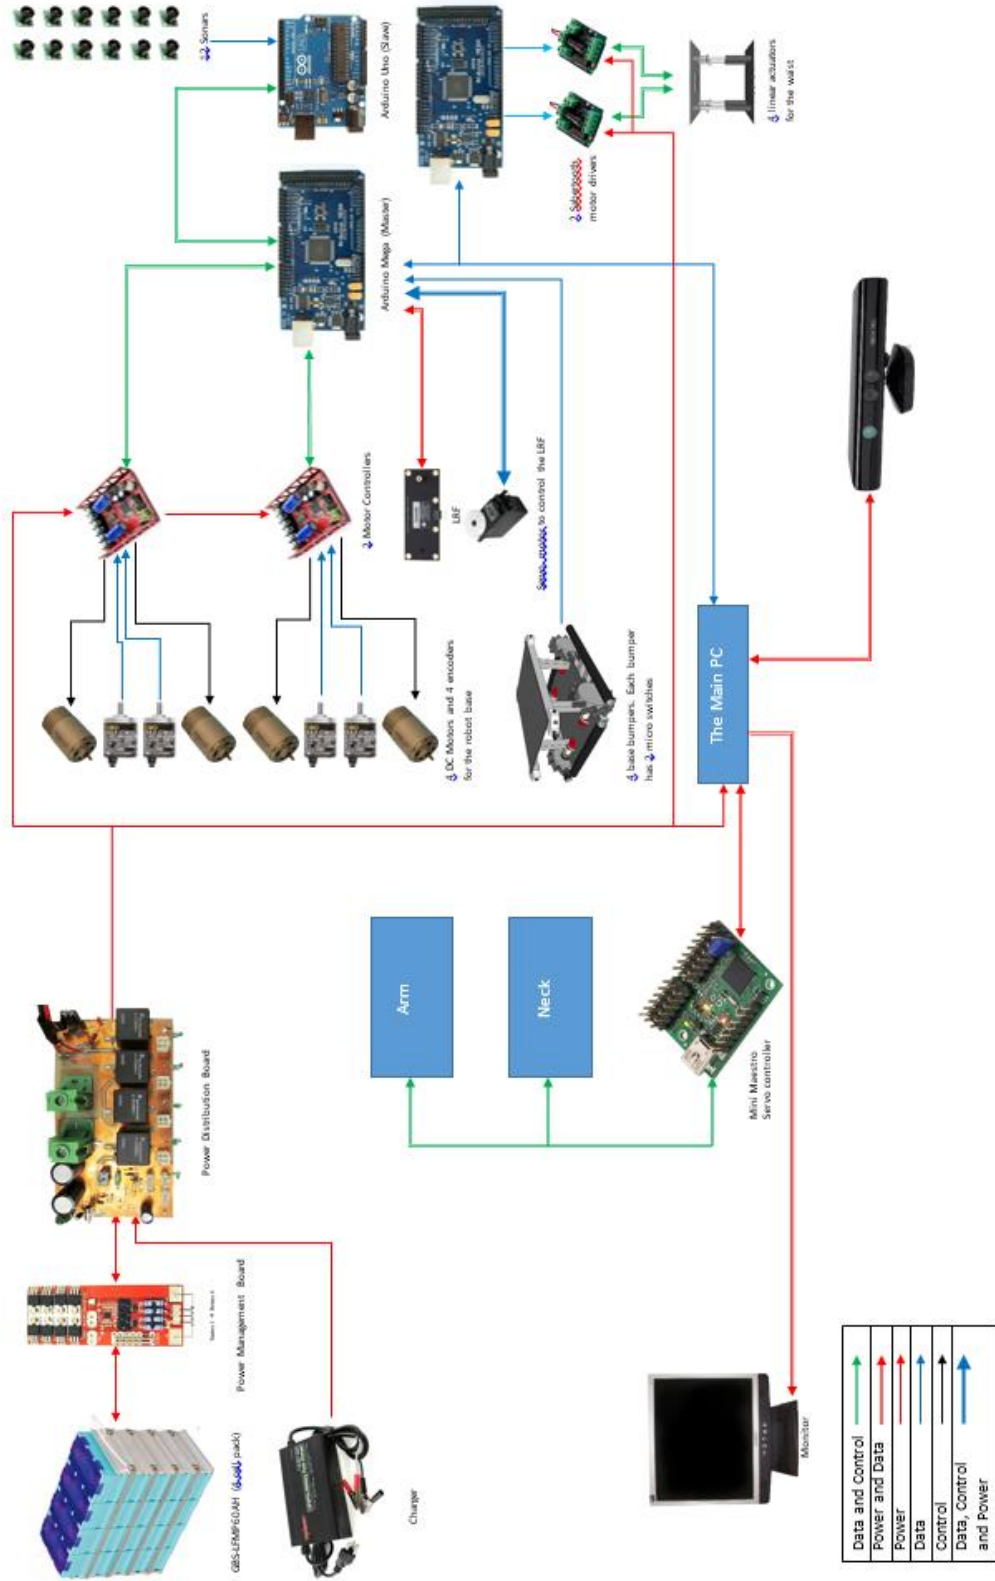 12 Sonars
Arduino Uno (Slave)
Arduino Mega (Master)
2 Sabertooth
motor drives
4 linear actuators
for the waist
2 Motor Controllers
LRF
Servo motor to control the LRF
4 DC Motors and 4 encoders
for the robot base
4 base bumpers. Each bumper
has 2 micro switches
The Main PC
Arm
Neck
Mini Maestro
Servo controller
Power Distribution Board
Power Management Board
GBS-LFMP60AH (4 cell pack)
Charger
Monitor
Data and Control
Power and Data
Power
Data
Control
Data, Control
and Power